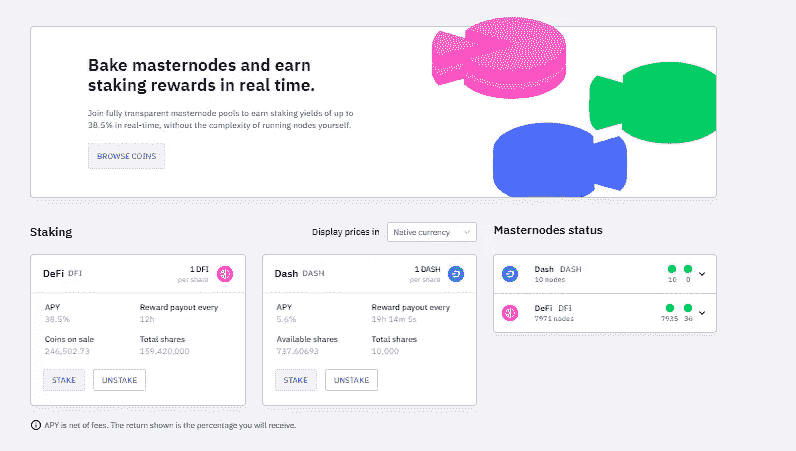 Bake masternodes and earn
staking rewards in real time.
Join fully transparent masternode pools to earn staking yields of up to
38.5% in real-time, without the complexity of running nodes yourself.
BROWSE COINS
Staking
Display prices in
Native currency
Masternodes status
DeFi DFI
1 DFI
per share
APY
38.5%
Reward payout every
12h
Coins on sale
246,502.73
Total shares
159,420,000
STAKE
UNSTAKE
Dash DASH
1 DASH
per share
APY
5.6%
Reward payout every
19h 14m 5s
Available shares
737.60693
Total shares
10,000
STAKE
UNSTAKE
Dash DASH
10 nodes
10 0
DeFi DFI
7971 nodes
7935 36
APY is net of fees. The return shown is the percentage you will receive.